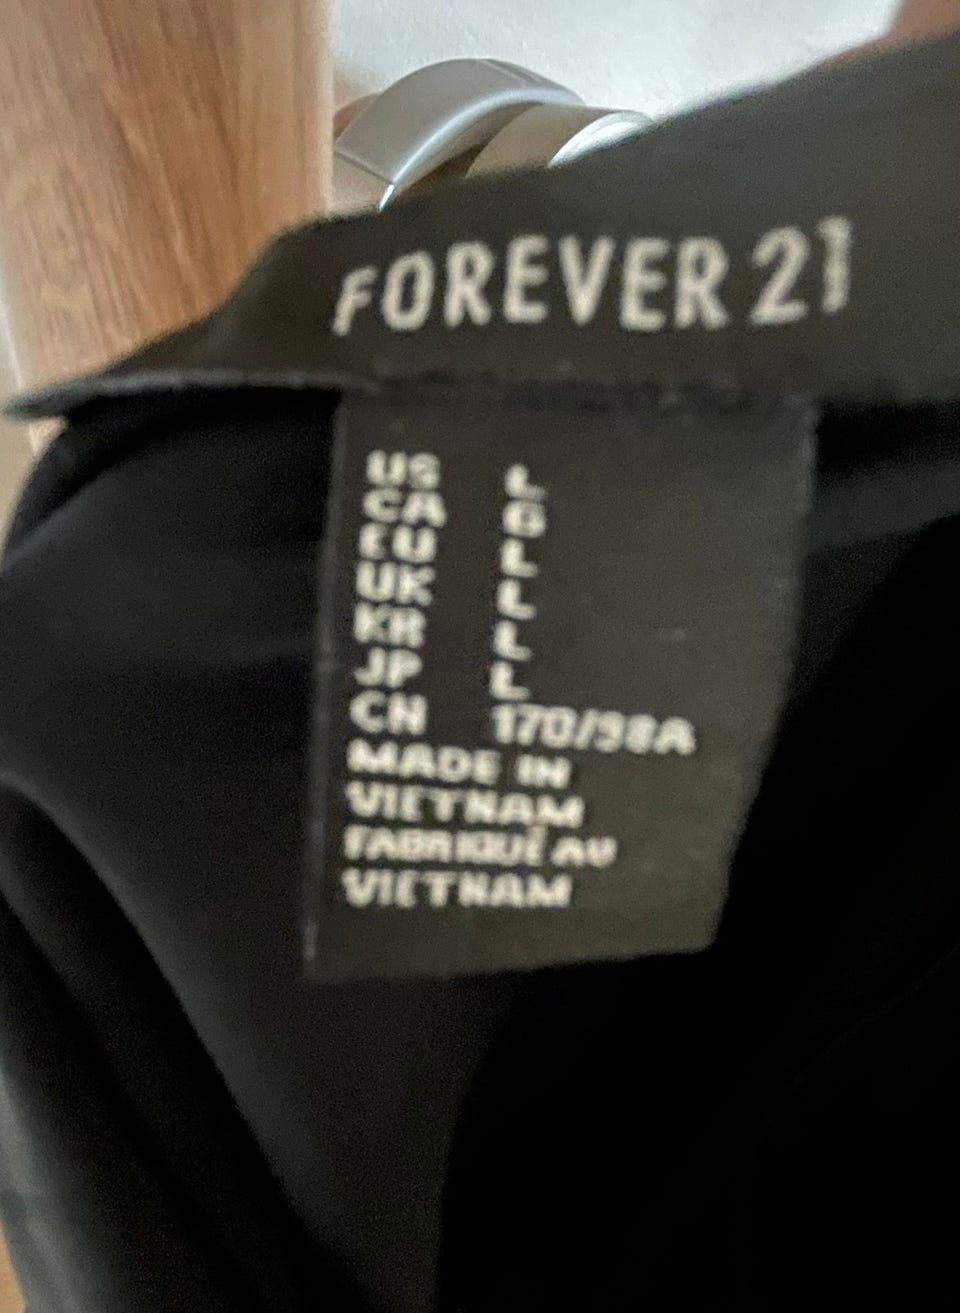 FOREVER 21
US L
CA G
EU L
UK L
KR L
JP L
CN 170/98A
MADE IN
VIETNAM
FABRIQUÉ AU
VIETNAM